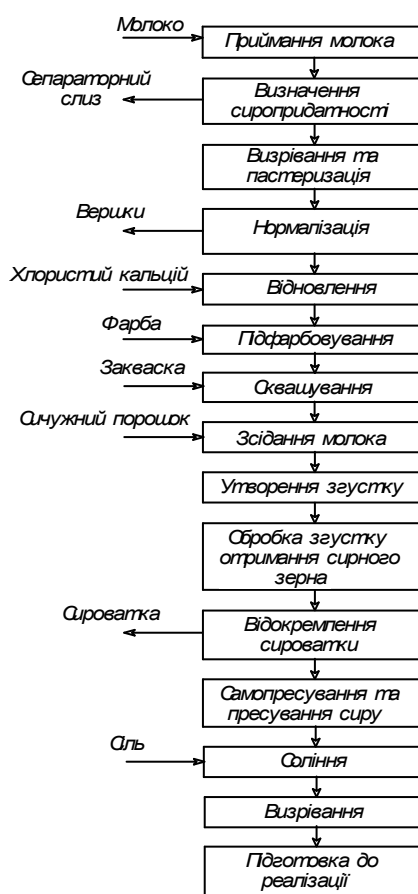 Молоко
Приймання молока
Сепараторний
слиз
Визначення
сиропридатності
Визрівання та
пастеризація
Вершки
Нормалізація
Хлористий кальцій
Відновлення
Фарба
Підфарбовування
Закваска
Сквашування
Сичужний порошок
Зсідання молока
Утворення згустку
Обробка згустку
отримання сирного
зерна
Сироватка
Відокремлення
сироватки
Самопресування та
пресування сиру
Сіль
Соління
Визрівання
Підготовка до
реалізації